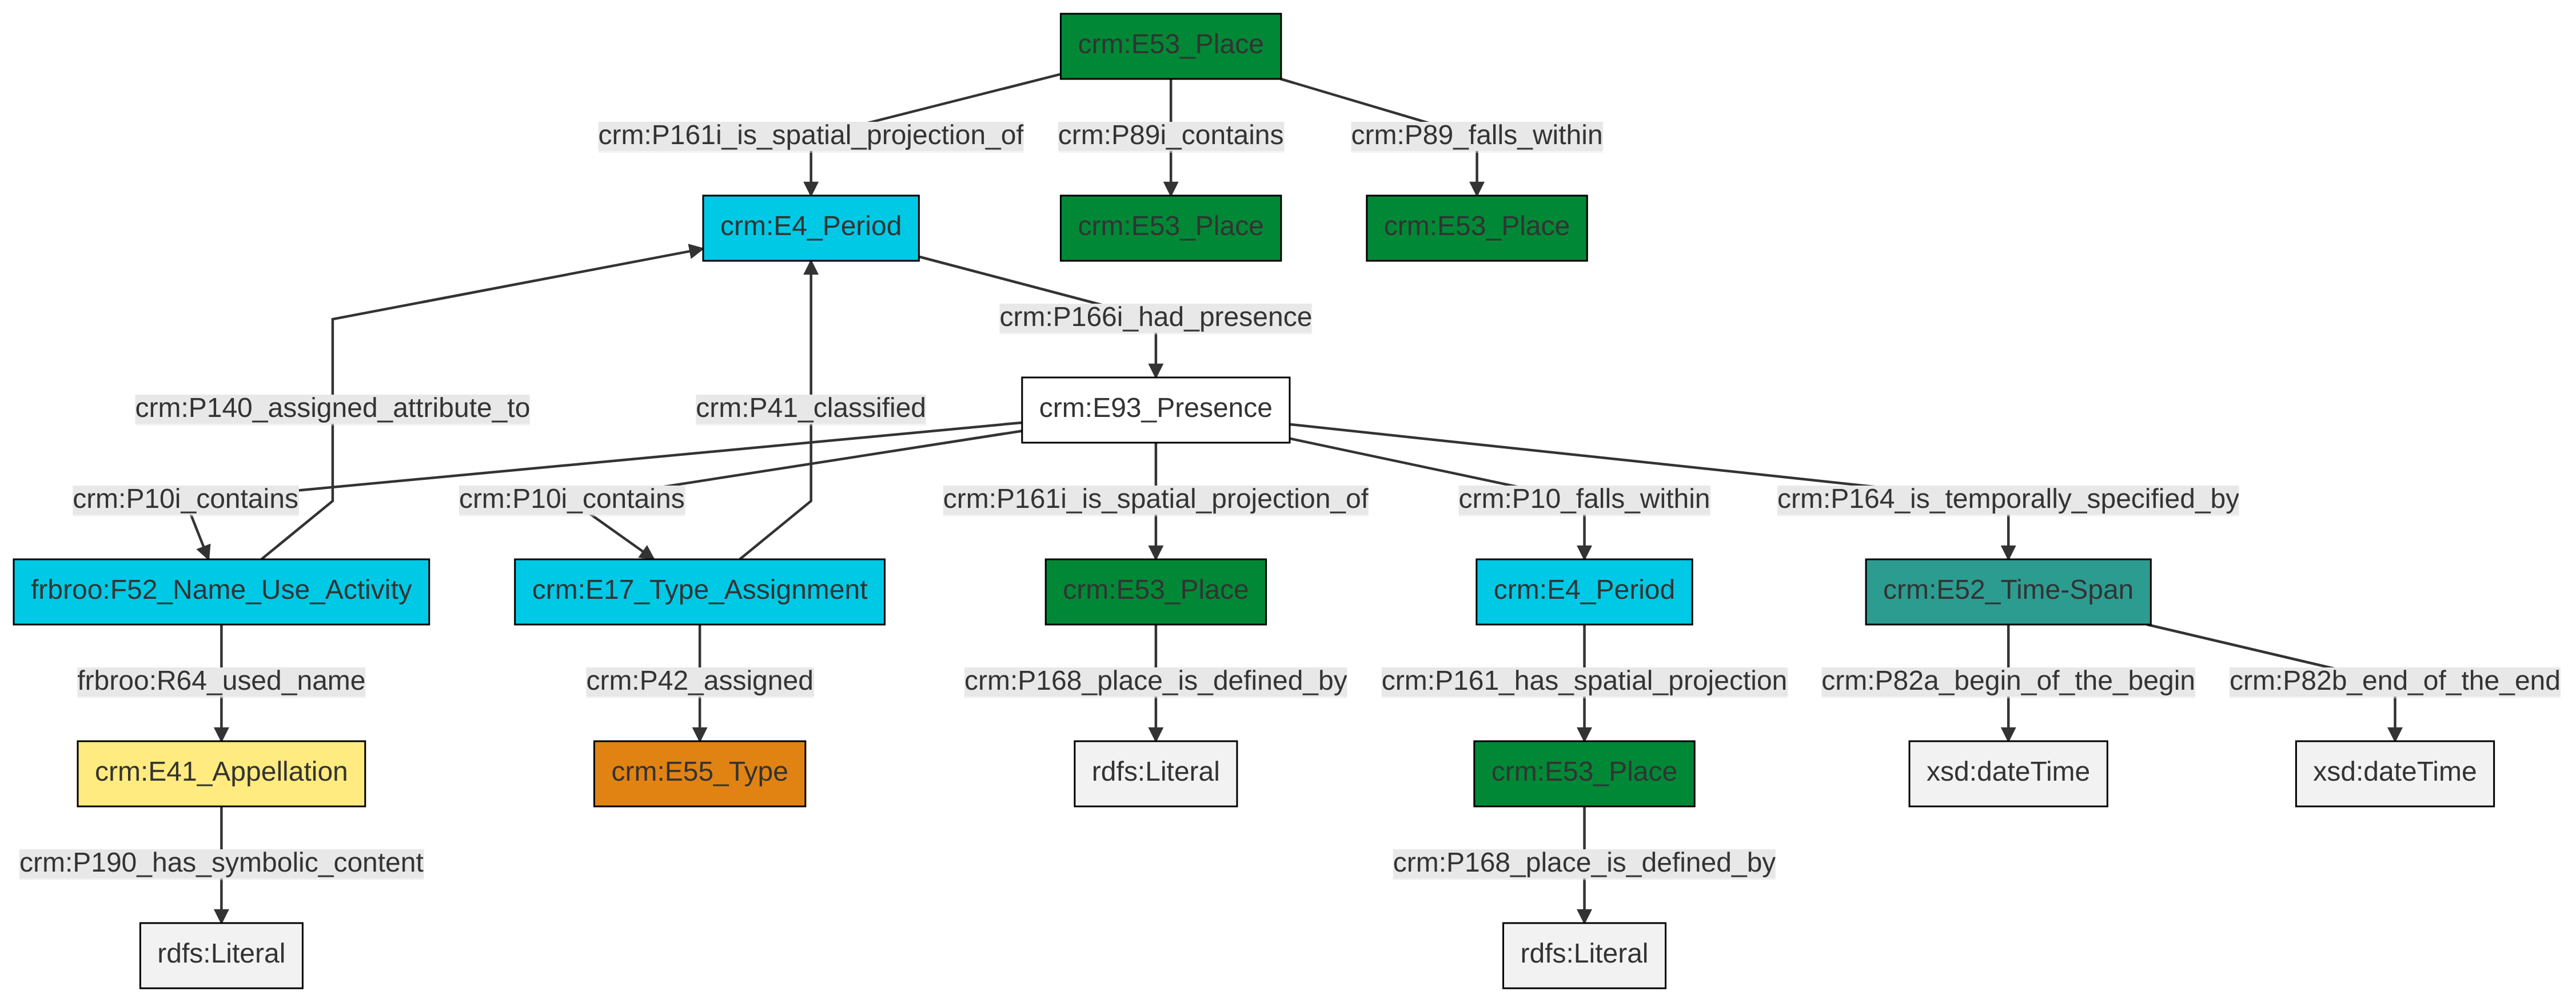 crm:E53_Place
crm:P161i_is_spatial_projection_of
crm:P89i_contains
crm:P89_falls_within
crm:E4_Period
crm:E53_Place
crm:E53_Place
crm:P166i_had_presence
crm:P140_assigned_attribute_to
crm:P41_classified
crm:E93_Presence
crm:P10i_contains
crm:P10i_contains
crm:P161i_is_spatial_projection_of
crm:P10_falls_within
crm:P164_is_temporally_specified_by
frbroo:F52_Name_Use_Activity
crm:E17_Type_Assignment
crm:E53_Place
crm:E4_Period
crm:E52_Time-Span
frbroo:R64_used_name
crm:P42_assigned
crm:P168_place_is_defined_by
crm:P161_has_spatial_projection
crm:P82a_begin_of_the_begin
crm:P82b_end_of_the_end
crm:E41_Appellation
crm:E55_Type
rdfs:Literal
crm:E53_Place
xsd:dateTime
xsd:dateTime
crm:P190_has_symbolic_content
crm:P168_place_is_defined_by
rdfs:Literal
rdfs:Literal